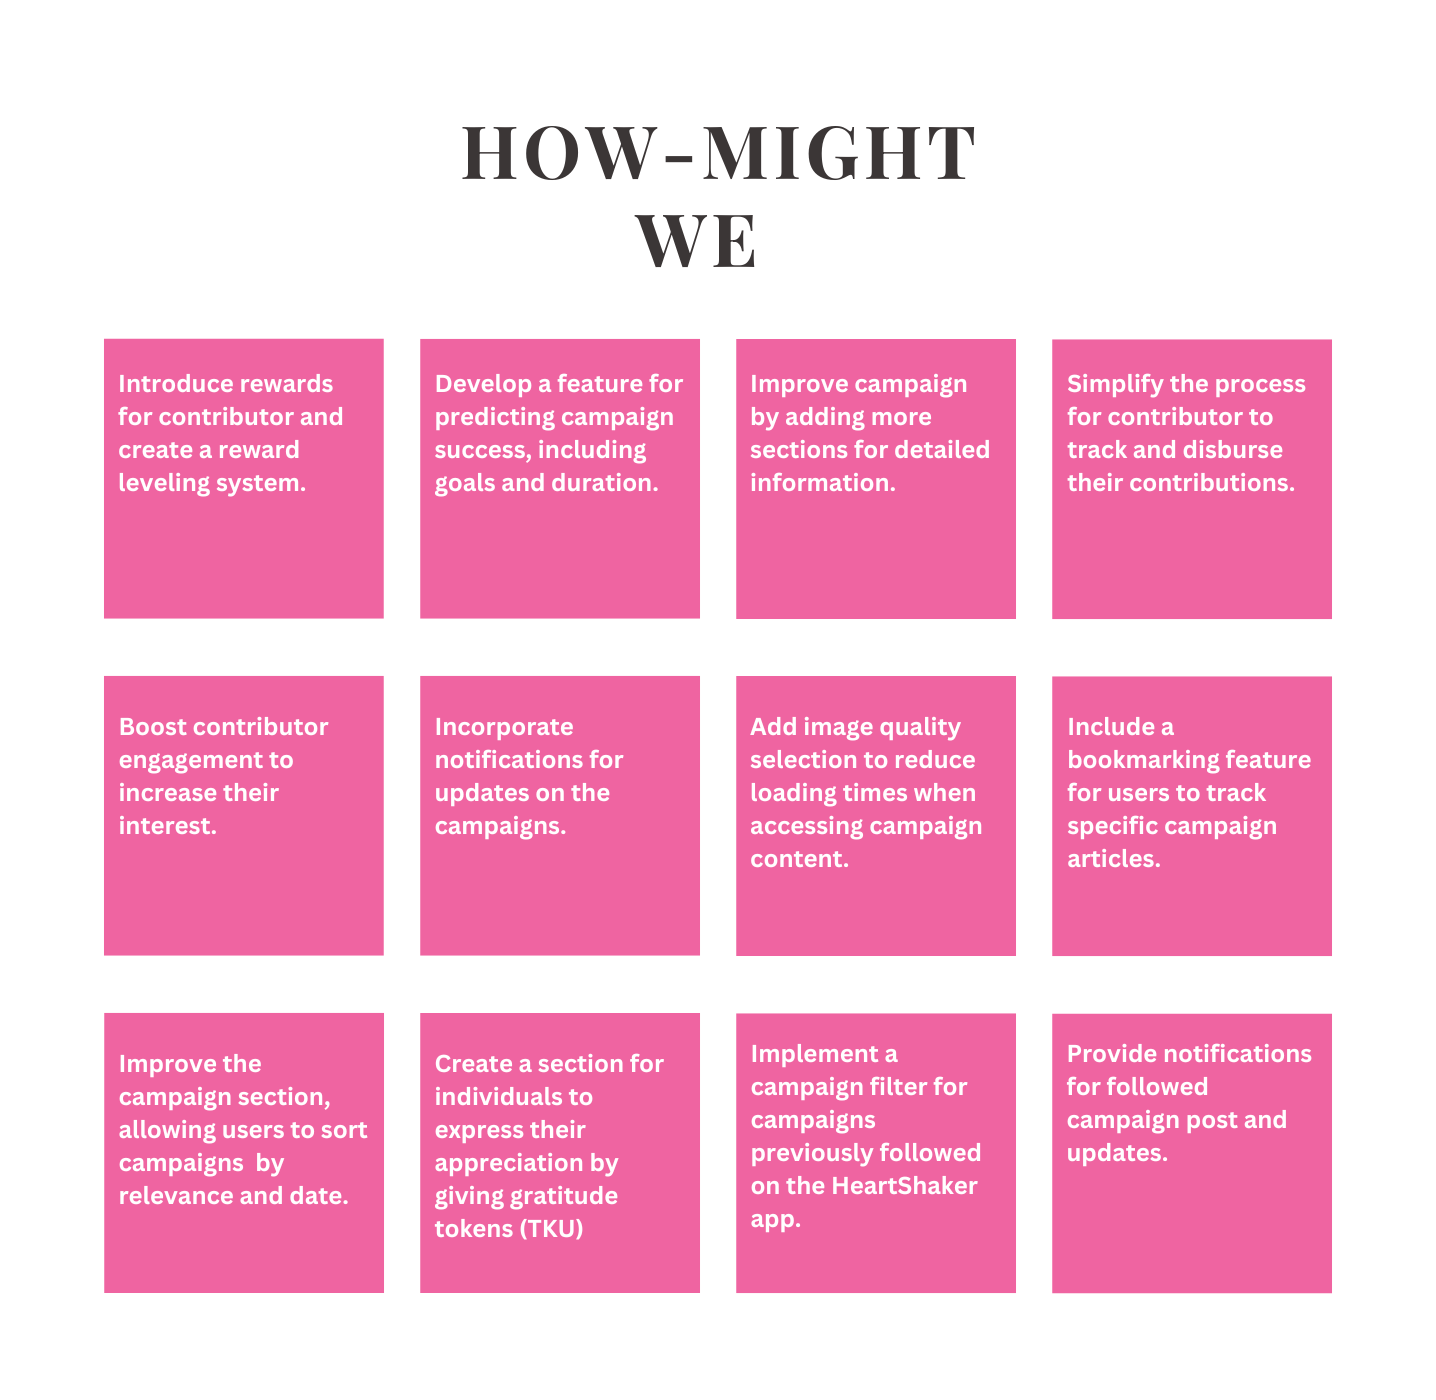 HOW-MIGHT
WE
Introduce rewards
for contributor and
create a reward
leveling system.
Develop a feature for
predicting campaign
success, including
goals and duration.
Improve campaign
by adding more
sections for detailed
information.
Simplify the process
for contributor to
track and disburse
their contributions.
Boost contributor
engagement to
increase their
interest.
Incorporate
notifications for
updates on the
campaigns.
Add image quality
selection to reduce
loading times when
accessing campaign
content.
Include a
bookmarking feature
for users to track
specific campaign
articles.
Improve the
campaign section,
allowing users to sort
campaigns  by
relevance and date.
Create a section for
individuals to
express their
appreciation by
giving gratitude
tokens (TKU)
Implement a
campaign filter for
campaigns
previously followed
on the HeartShaker
app.
Provide notifications
for followed
campaign post and
updates.